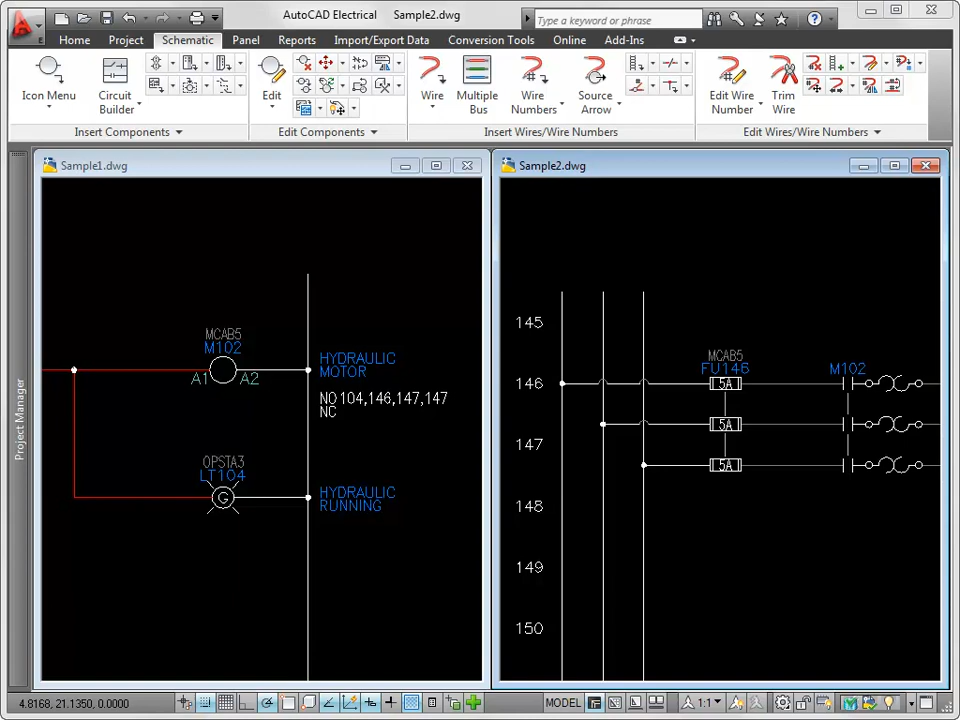 AutoCAD Electrical Sample2.dwg
Type a keyword or phrase
Home Project Schematic Panel Reports Import/Export Data Conversion Tools Online Add-Ins
Icon Menu
Circuit Builder
Edit
Wire
Multiple Bus
Wire Numbers
Source Arrow
Edit Wire Number
Trim Wire
Insert Components
Edit Components
Insert Wires/Wire Numbers
Edit Wires/Wire Numbers
Project Manager
Sample1.dwg
MCAB5
M102
A1 A2
HYDRAULIC
MOTOR
NO 104,146,147,147
NC
OPSTA3
LT104
G
HYDRAULIC
RUNNING
Sample2.dwg
145
MCAB5
FU146 M102
146 5A
5A
147
5A
148
149
150
4.8168, 21.1350, 0.0000
MODEL
1:1